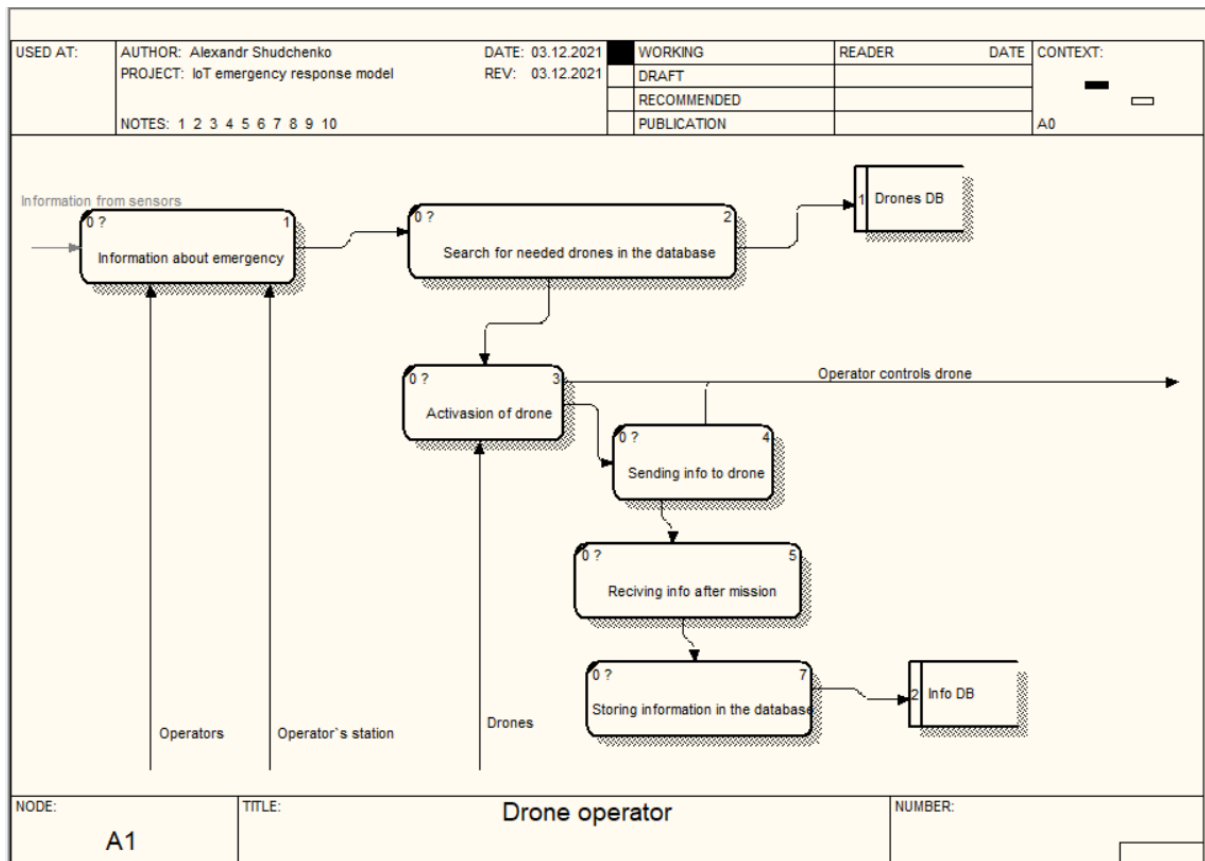 USED AT:
AUTHOR: Alexandr Shudchenko
DATE: 03.12.2021
PROJECT: IoT emergency response model
REV: 03.12.2021
NOTES: 1 2 3 4 5 6 7 8 9 10
WORKING
DRAFT
RECOMMENDED
PUBLICATION
READER
DATE
CONTEXT:
A0
Information from sensors
0 ?
1
Information about emergency
0 ?
2
Search for needed drones in the database
1
Drones DB
0 ?
3
Activasion of drone
Operator controls drone
0 ?
4
Sending info to drone
0 ?
5
Reciving info after mission
0 ?
7
Storing information in the database
2
Info DB
Operators
Operator`s station
Drones
NODE:
A1
TITLE:
Drone operator
NUMBER: